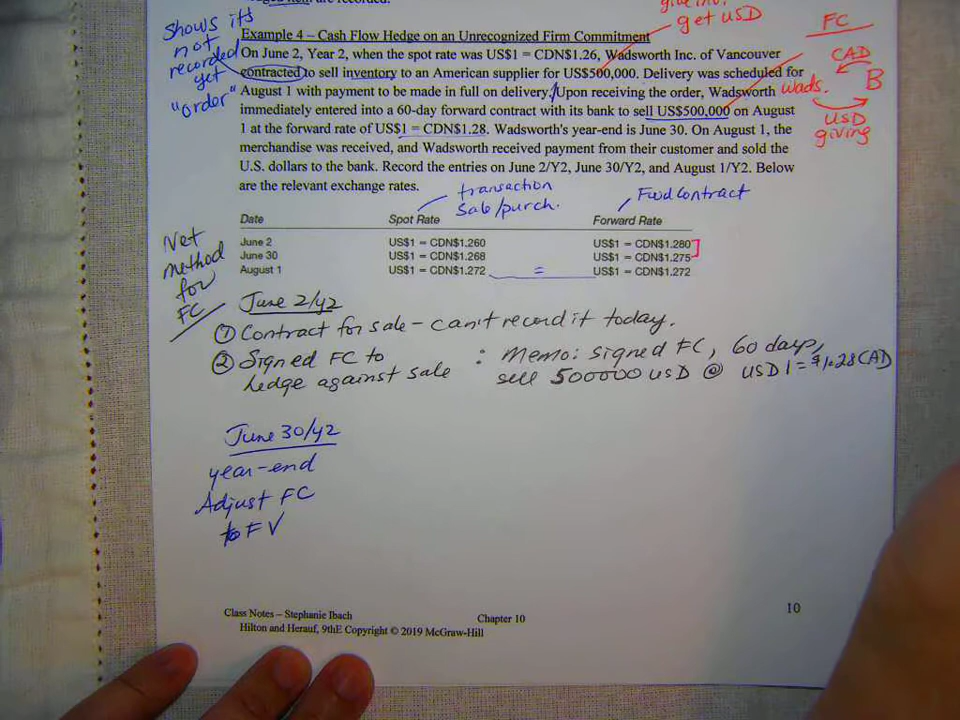 are recorded.
get USD
FC
Shows its
not
recorded
yet
"order"
Example 4 – Cash Flow Hedge on an Unrecognized Firm Commitment
On June 2, Year 2, when the spot rate was US$1 = CDN$1.26, Wadsworth Inc. of Vancouver
contracted to sell inventory to an American supplier for US$500,000. Delivery was scheduled for
August 1 with payment to be made in full on delivery. Upon receiving the order, Wadsworth
immediately entered into a 60-day forward contract with its bank to sell US$500,000 on August
1 at the forward rate of US$1 = CDN$1.28. Wadsworth's year-end is June 30. On August 1, the
merchandise was received, and Wadsworth received payment from their customer and sold the
U.S. dollars to the bank. Record the entries on June 2/Y2, June 30/Y2, and August 1/Y2. Below
are the relevant exchange rates.
CAD
wads. B
USD
giving
transaction
sale/purch.
Fwd contract
Date Spot Rate Forward Rate
June 2 US$1 = CDN$1.260 US$1 = CDN$1.280
June 30 US$1 = CDN$1.268 US$1 = CDN$1.275
August 1 US$1 = CDN$1.272 = US$1 = CDN$1.272
Net
method
for
FC
June 2/Y2
① Contract for sale – can't record it today.
② Signed FC to : Memo: signed FC, 60 days,
hedge against sale sell 500000 USD @ USD 1 = $1.28 CAD
June 30/Y2
year-end
Adjust FC
to FV
Class Notes – Stephanie Ibach Chapter 10 10
Hilton and Herauf, 9thE Copyright © 2019 McGraw-Hill